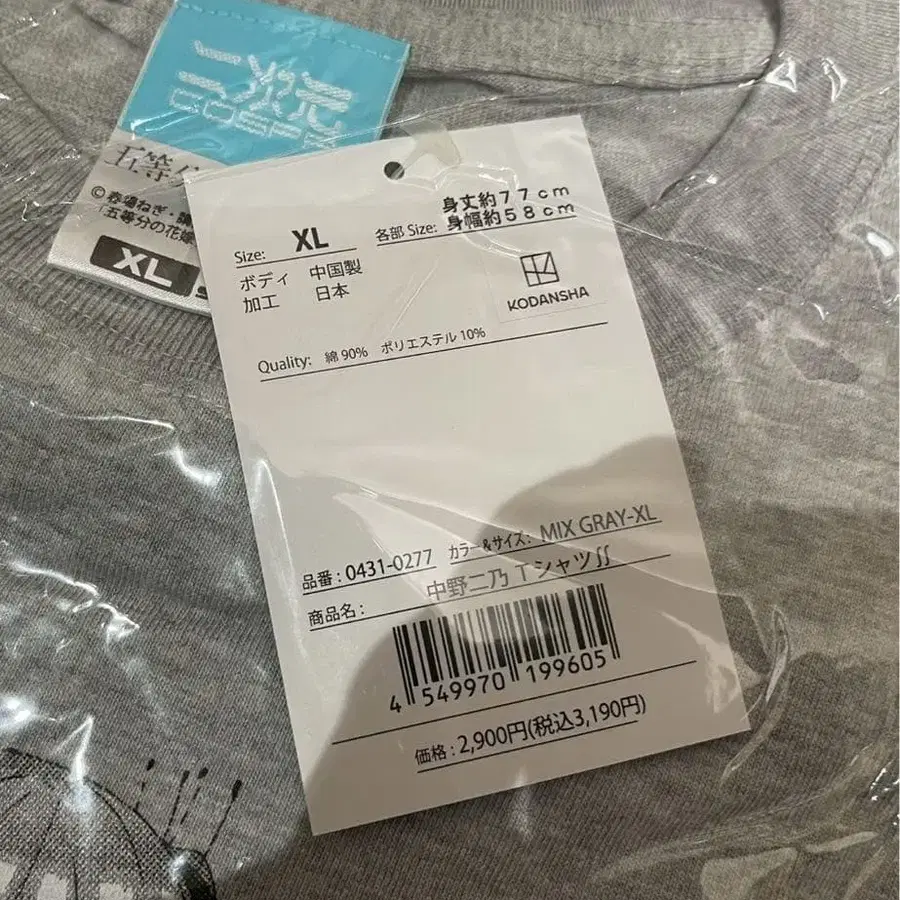 二次元
COSPA
五等分
©春場ねぎ・講
「五等分の花嫁
XL
Size: XL 各部 Size: 身丈約77cm
身幅約58cm
ボディ 中国製
加工 日本
KODANSHA
Quality: 綿 90% ポリエステル 10%
品番: 0431-0277 カラー&サイズ: MIX GRAY-XL
商品名: 中野二乃 Tシャツ∬
4 549970 199605
価格: 2,900円(税込3,190円)